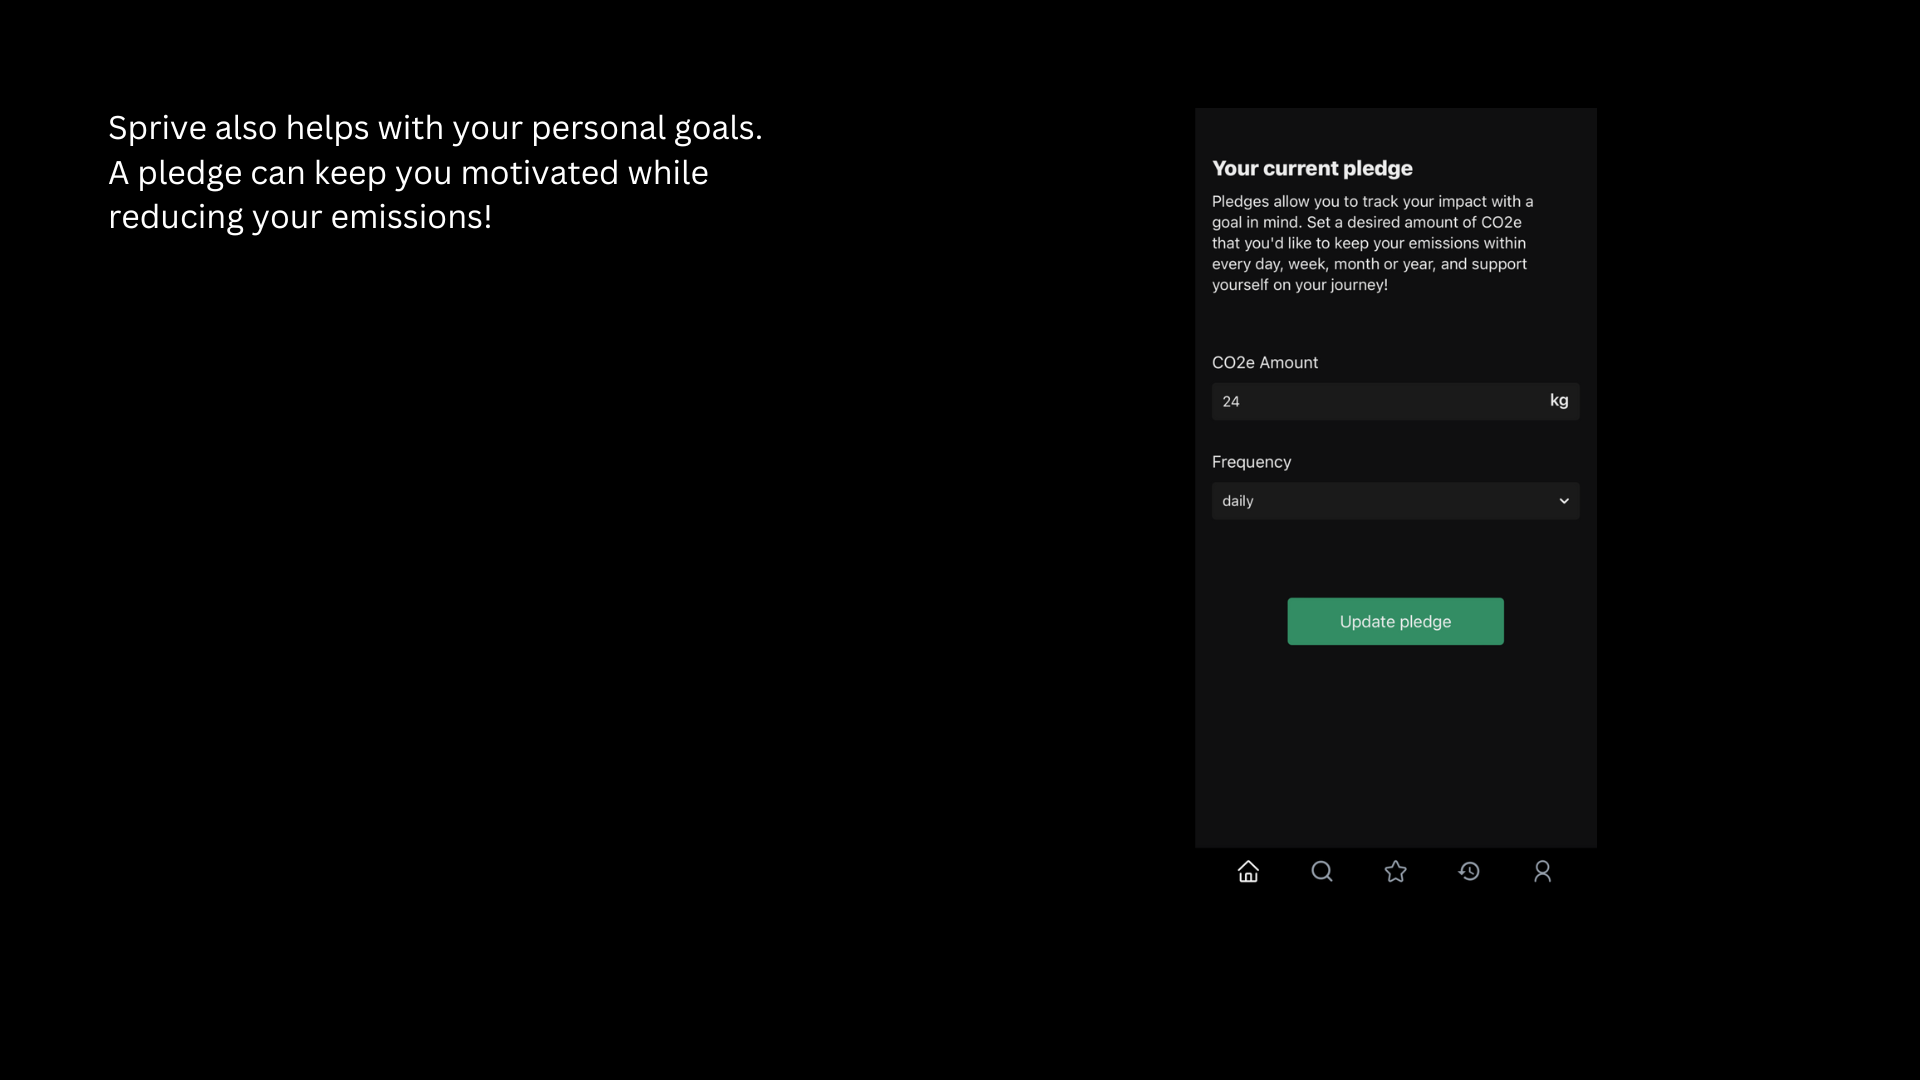 Sprive also helps with your personal goals.
A pledge can keep you motivated while
reducing your emissions!
Your current pledge
Pledges allow you to track your impact with a
goal in mind. Set a desired amount of CO2e
that you'd like to keep your emissions within
every day, week, month or year, and support
yourself on your journey!
CO2e Amount
24 kg
Frequency
daily
Update pledge